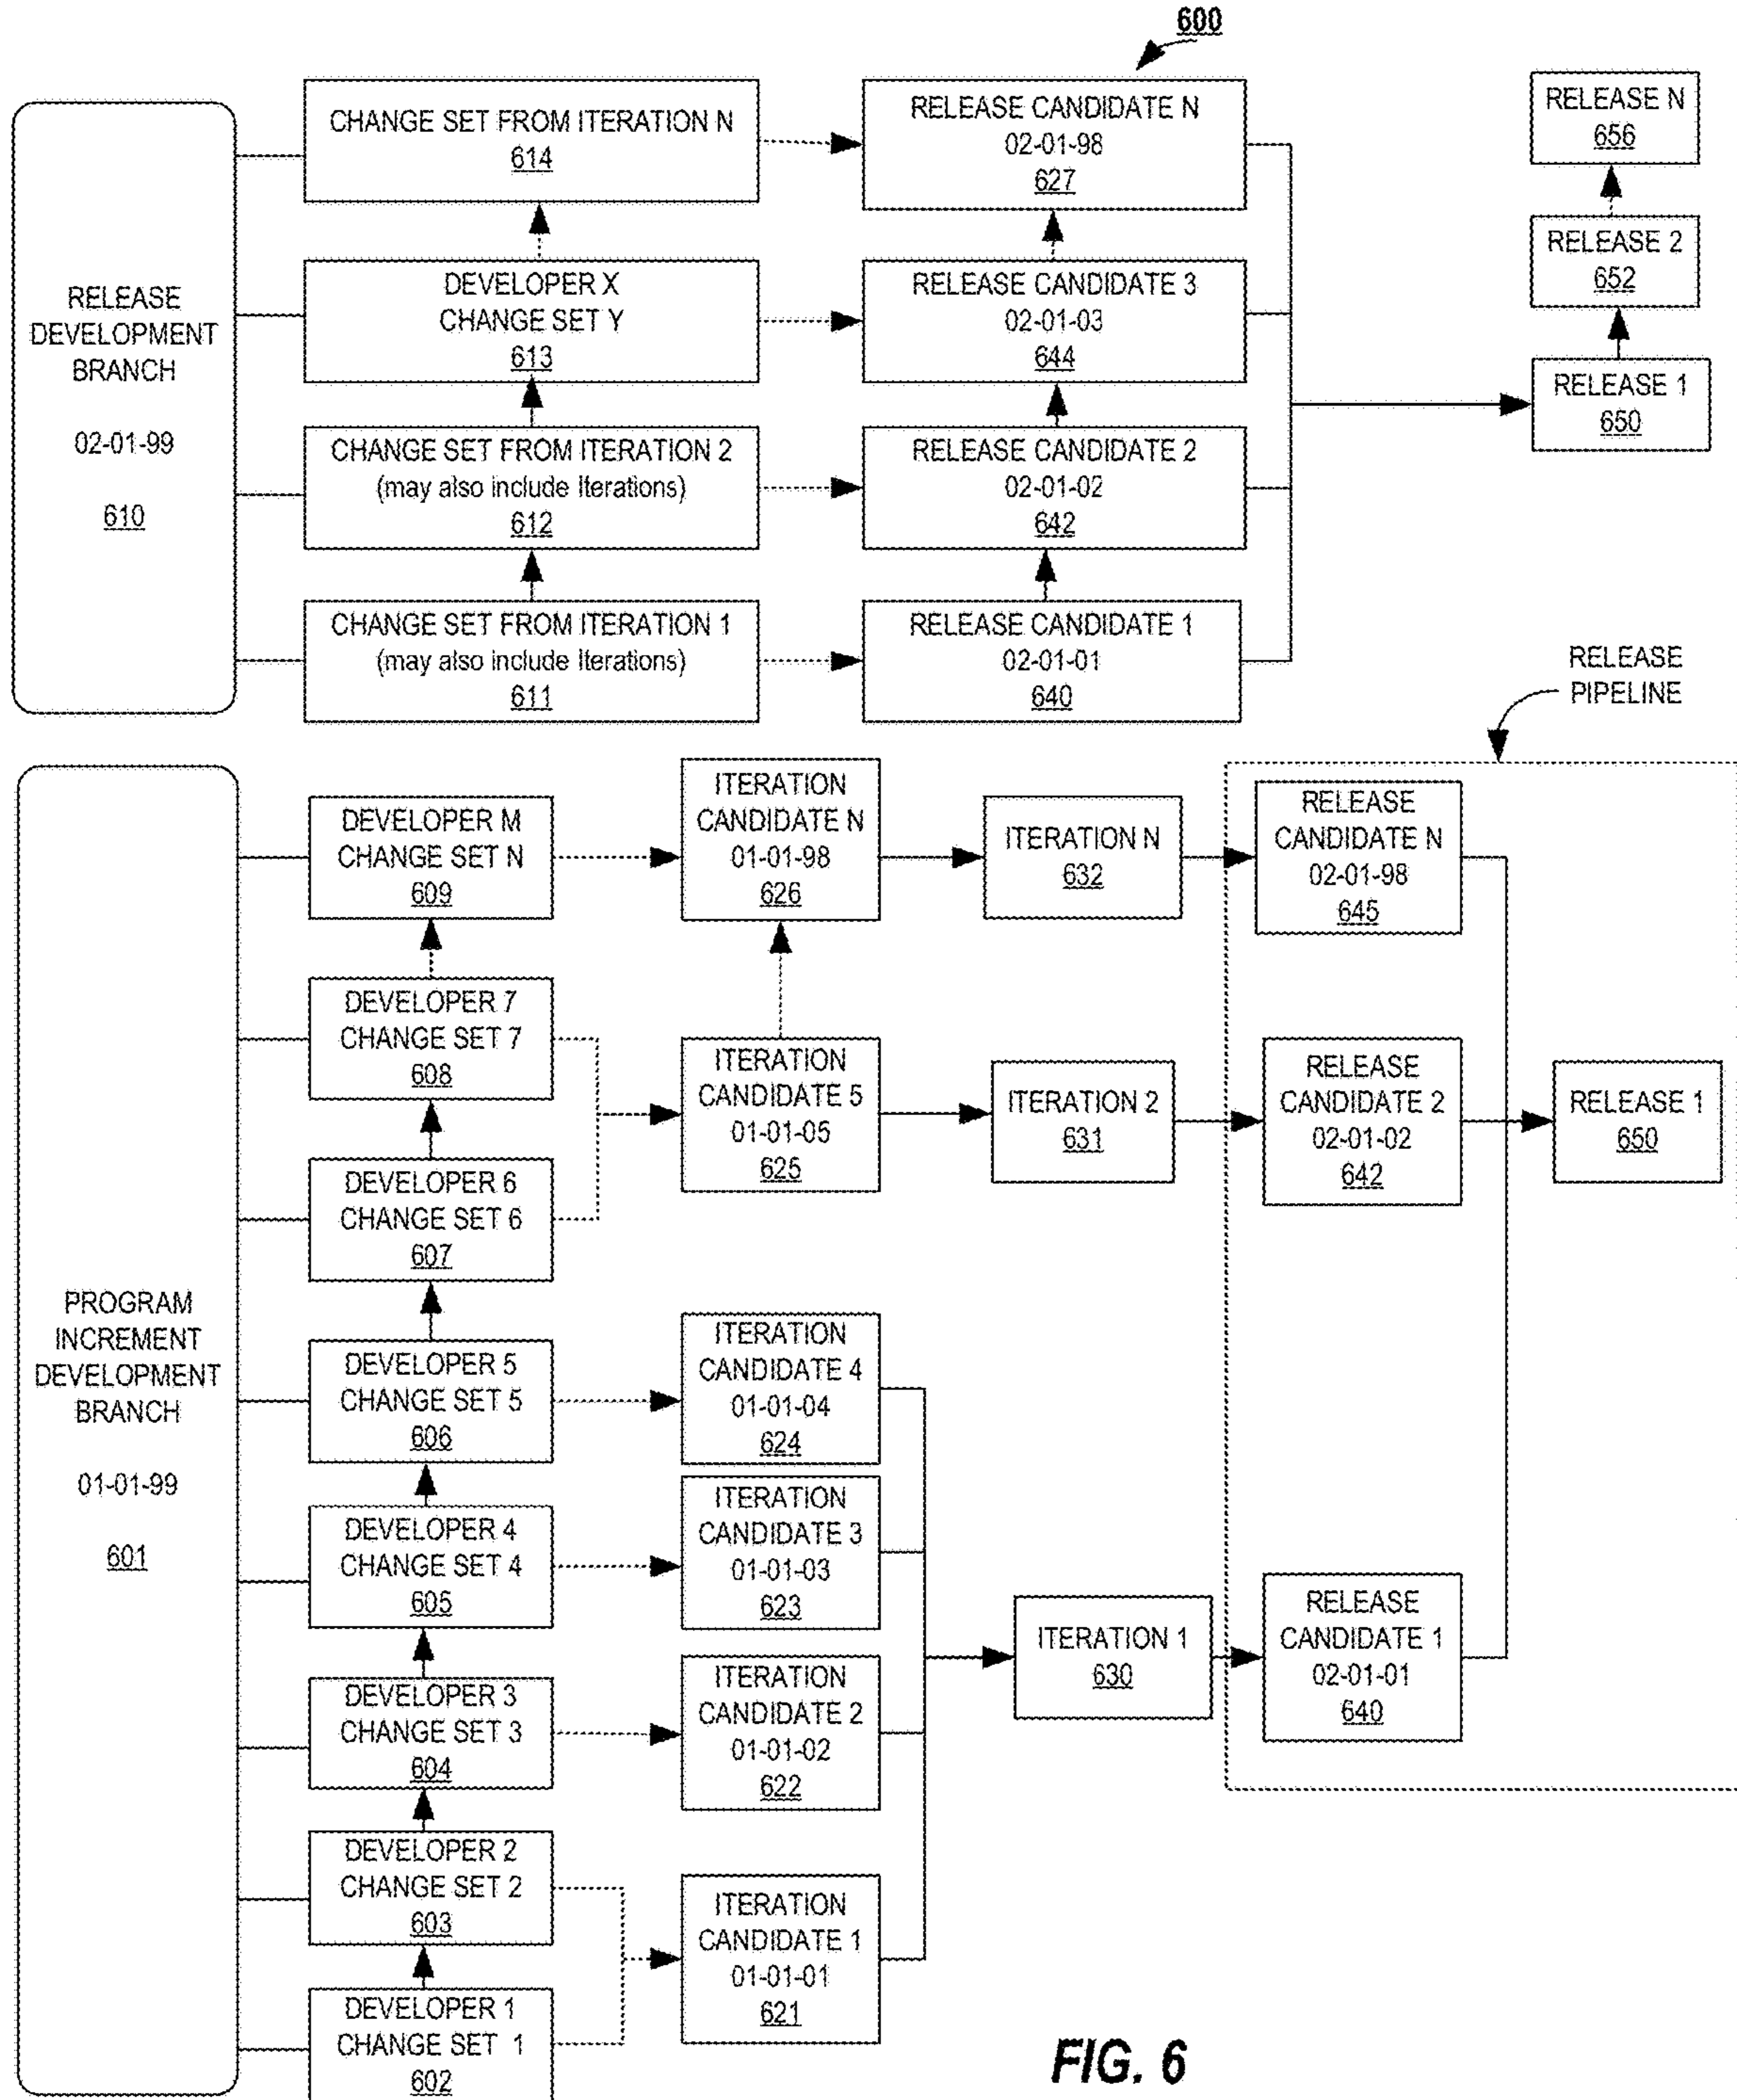 600
RELEASE
DEVELOPMENT
BRANCH
02-01-99
610
CHANGE SET FROM ITERATION N
614
DEVELOPER X
CHANGE SET Y
613
CHANGE SET FROM ITERATION 2
(may also include Iterations)
612
CHANGE SET FROM ITERATION 1
(may also include Iterations)
611
RELEASE CANDIDATE N
02-01-98
627
RELEASE CANDIDATE 3
02-01-03
644
RELEASE CANDIDATE 2
02-01-02
642
RELEASE CANDIDATE 1
02-01-01
640
RELEASE N
656
RELEASE 2
652
RELEASE 1
650
RELEASE
PIPELINE
PROGRAM
INCREMENT
DEVELOPMENT
BRANCH
01-01-99
601
DEVELOPER M
CHANGE SET N
609
DEVELOPER 7
CHANGE SET 7
608
DEVELOPER 6
CHANGE SET 6
607
DEVELOPER 5
CHANGE SET 5
606
DEVELOPER 4
CHANGE SET 4
605
DEVELOPER 3
CHANGE SET 3
604
DEVELOPER 2
CHANGE SET 2
603
DEVELOPER 1
CHANGE SET 1
602
ITERATION
CANDIDATE N
01-01-98
626
ITERATION
CANDIDATE 5
01-01-05
625
ITERATION
CANDIDATE 4
01-01-04
624
ITERATION
CANDIDATE 3
01-01-03
623
ITERATION
CANDIDATE 2
01-01-02
622
ITERATION
CANDIDATE 1
01-01-01
621
ITERATION N
632
ITERATION 2
631
ITERATION 1
630
RELEASE
CANDIDATE N
02-01-98
645
RELEASE
CANDIDATE 2
02-01-02
642
RELEASE
CANDIDATE 1
02-01-01
640
RELEASE 1
650
FIG. 6